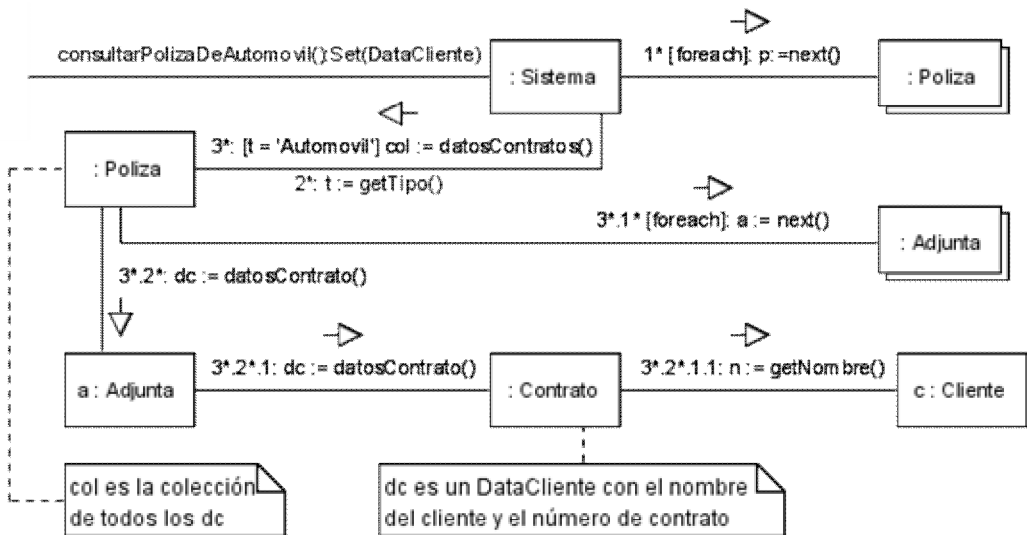 consultarPolizaDeAutomovil():Set(DataCliente)
: Sistema
1* [foreach]: p:=next()
: Poliza
: Poliza
3*: [t = 'Automovil'] col := datosContratos()
2*: t := getTipo()
3*.1* [foreach]: a := next()
: Adjunta
3*.2*: dc := datosContrato()
a : Adjunta
3*.2*.1: dc := datosContrato()
: Contrato
3*.2*.1.1: n := getNombre()
c : Cliente
col es la colección
de todos los dc
dc es un DataCliente con el nombre
del cliente y el número de contrato